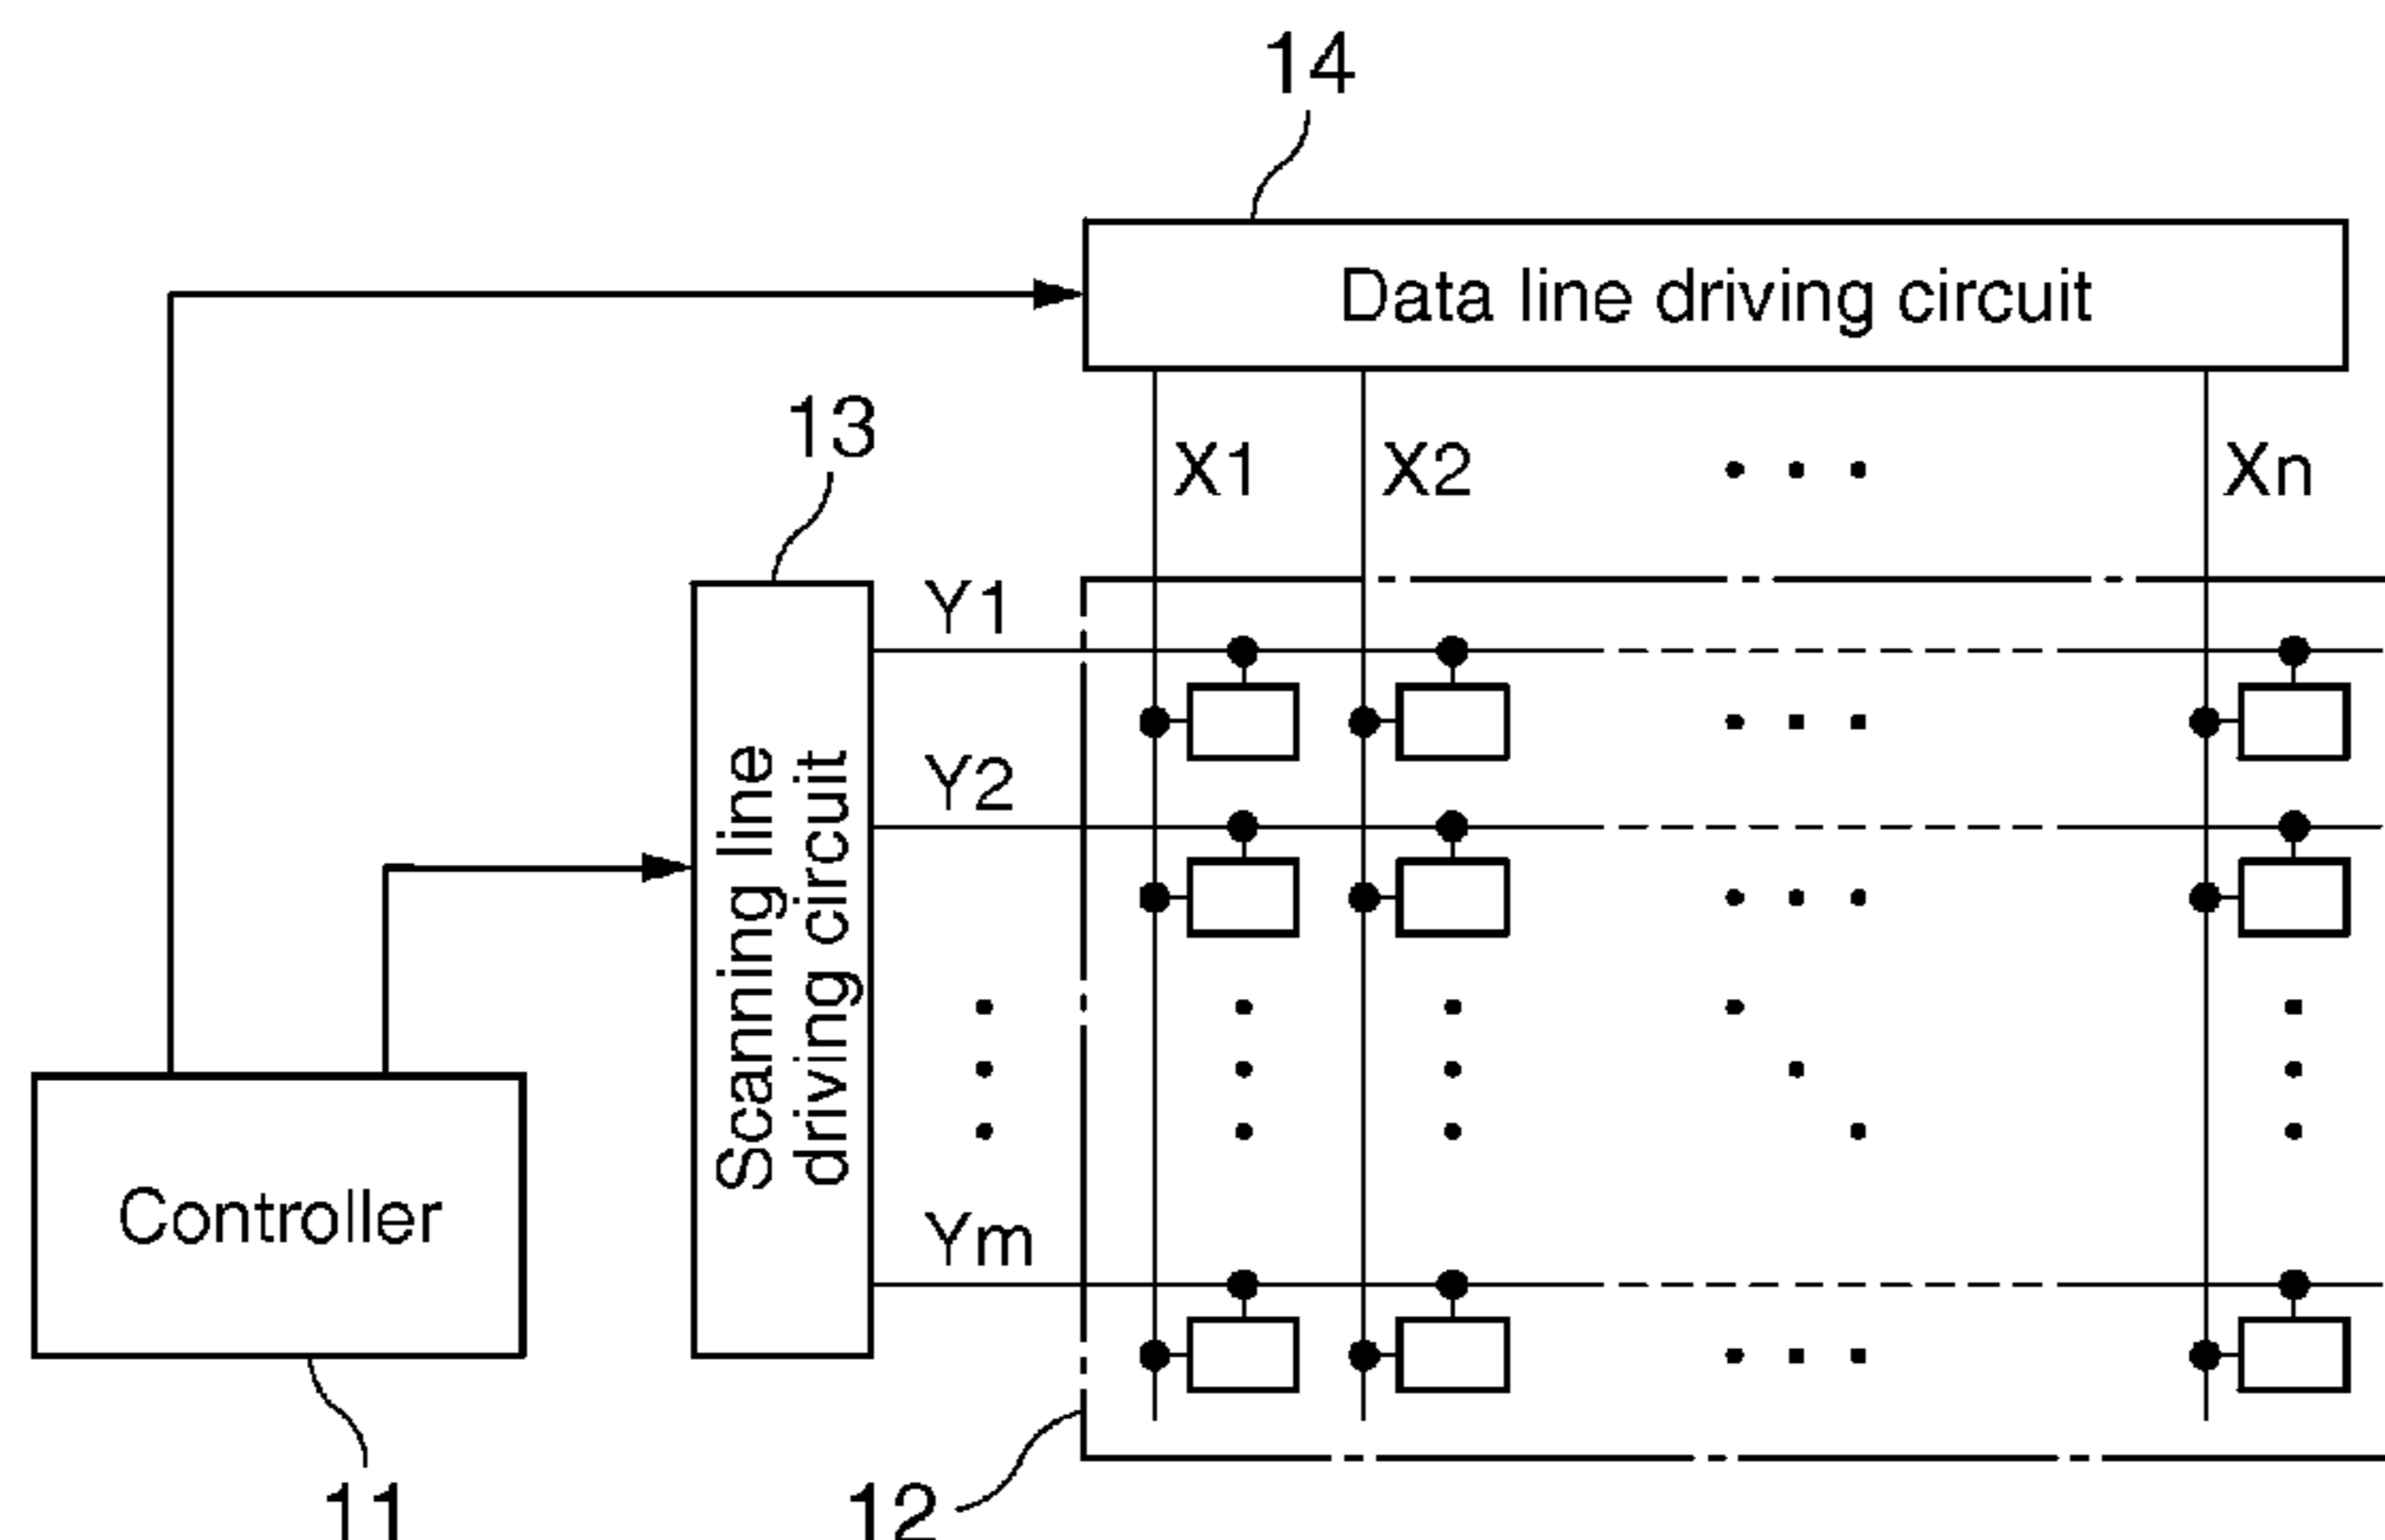 14
Data line driving circuit
13
X1 X2 ... Xn
Y1
Y2
Scanning line
driving circuit
Ym
Controller
11
12